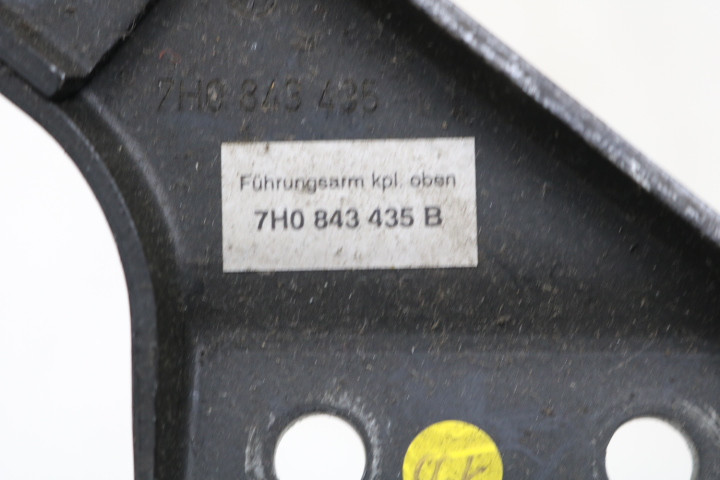 7H0 843 435
Führungsarm kpl. oben
7H0 843 435 B